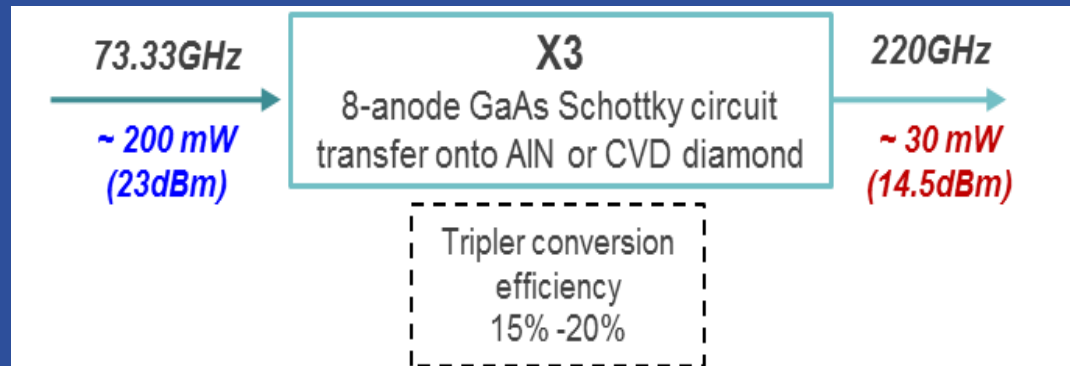 73.33GHz
~ 200 mW
(23dBm)
X3
8-anode GaAs Schottky circuit
transfer onto AlN or CVD diamond
220GHz
~ 30 mW
(14.5dBm)
Tripler conversion
efficiency
15% -20%